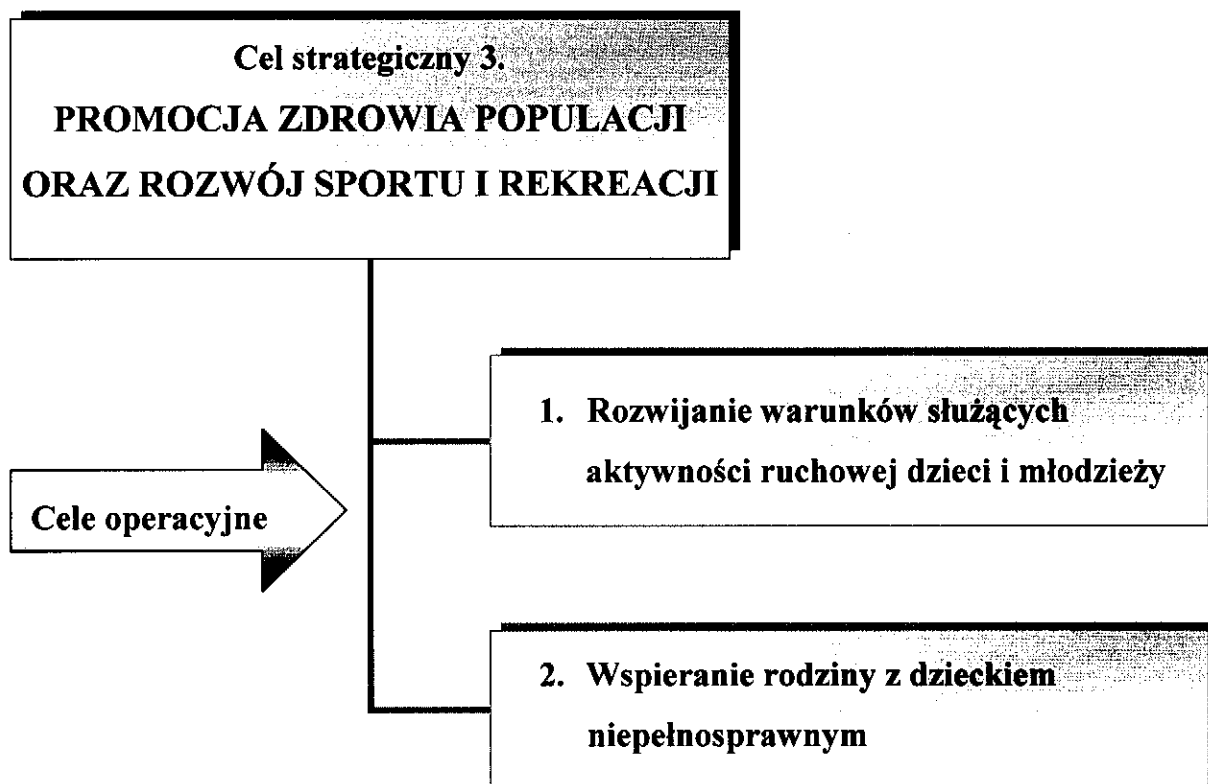 Cel strategiczny 3.
PROMOCJA ZDROWIA POPULACJI
ORAZ ROZWÓJ SPORTU I REKREACJI
Cele operacyjne
1. Rozwijanie warunków służących
aktywności ruchowej dzieci i młodzieży
2. Wspieranie rodziny z dzieckiem
niepełnosprawnym